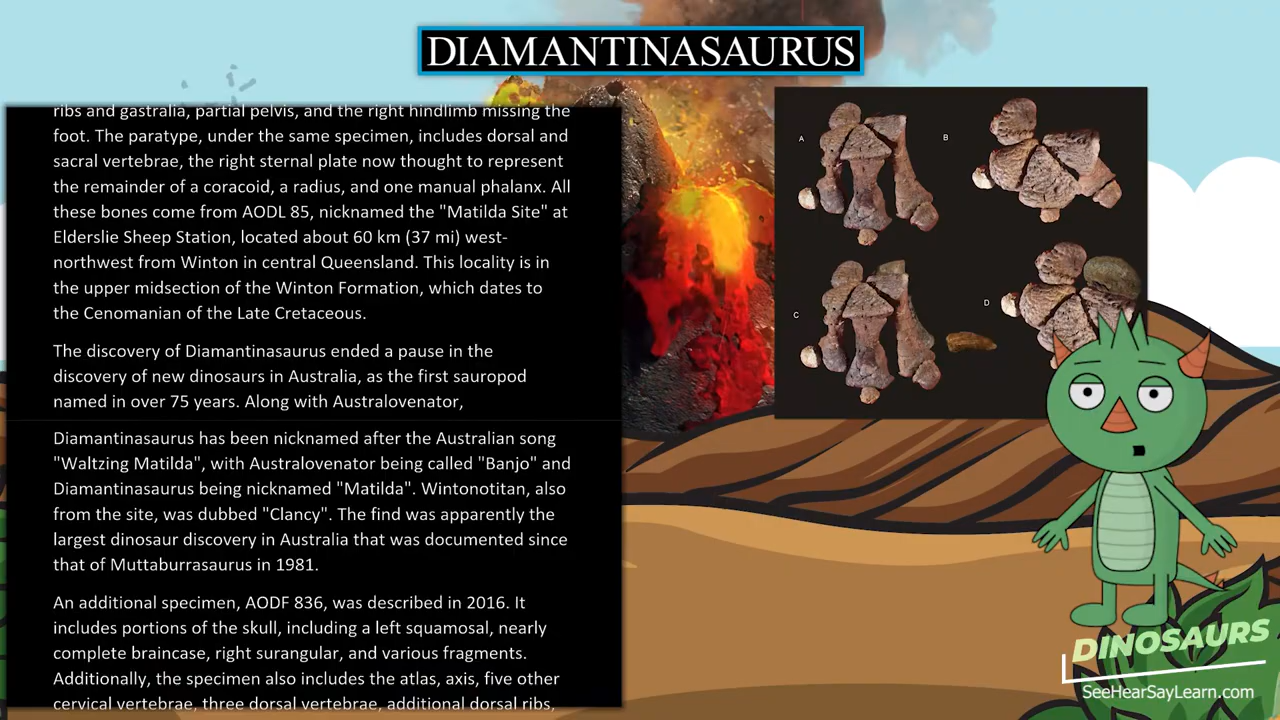 DIAMANTINASAURUS
ribs and gastralia, partial pelvis, and the right hindlimb missing the
foot. The paratype, under the same specimen, includes dorsal and
sacral vertebrae, the right sternal plate now thought to represent
the remainder of a coracoid, a radius, and one manual phalanx. All
these bones come from AODL 85, nicknamed the "Matilda Site" at
Elderslie Sheep Station, located about 60 km (37 mi) west-
northwest from Winton in central Queensland. This locality is in
the upper midsection of the Winton Formation, which dates to
the Cenomanian of the Late Cretaceous.
The discovery of Diamantinasaurus ended a pause in the
discovery of new dinosaurs in Australia, as the first sauropod
named in over 75 years. Along with Australovenator,
Diamantinasaurus has been nicknamed after the Australian song
"Waltzing Matilda", with Australovenator being called "Banjo" and
Diamantinasaurus being nicknamed "Matilda". Wintonotitan, also
from the site, was dubbed "Clancy". The find was apparently the
largest dinosaur discovery in Australia that was documented since
that of Muttaburrasaurus in 1981.
An additional specimen, AODF 836, was described in 2016. It
includes portions of the skull, including a left squamosal, nearly
complete braincase, right surangular, and various fragments.
Additionally, the specimen also includes the atlas, axis, five other
cervical vertebrae, three dorsal vertebrae, additional dorsal ribs,
A
B
C
D
DINOSAURS
SeeHearSayLearn.com